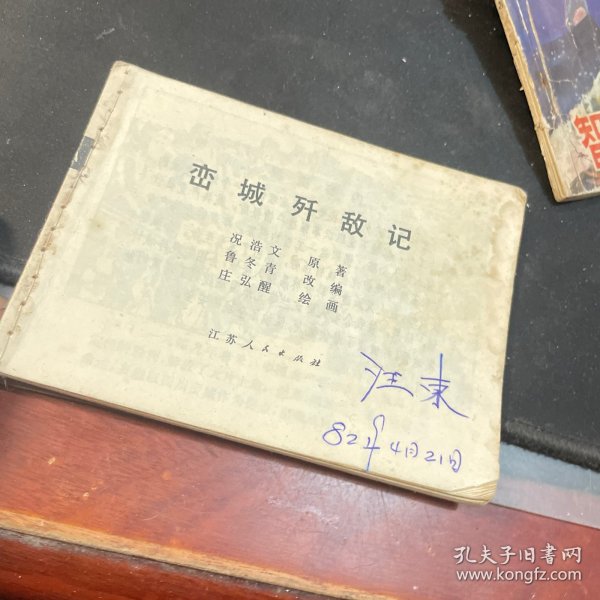 峦城歼敌记
况浩文 原著
鲁冬青 改编
庄弘醒 绘画
江苏人民出版社
汪東
82年4月21日
智
孔夫子旧书网
www.kongfz.com